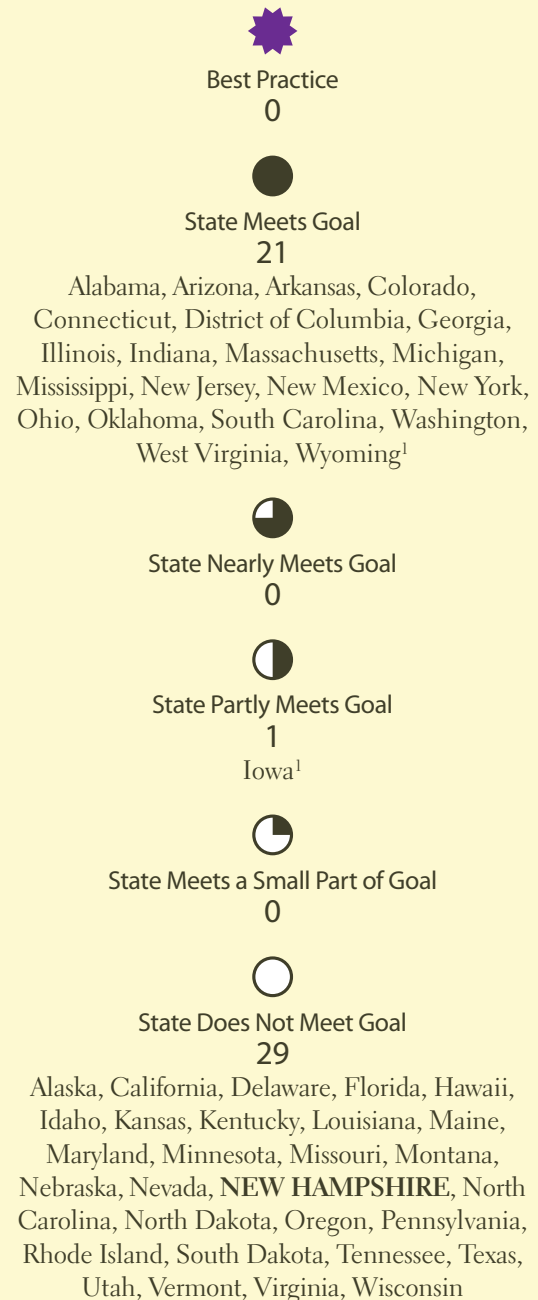 Best Practice
0
State Meets Goal
21
Alabama, Arizona, Arkansas, Colorado,
Connecticut, District of Columbia, Georgia,
Illinois, Indiana, Massachusetts, Michigan,
Mississippi, New Jersey, New Mexico, New York,
Ohio, Oklahoma, South Carolina, Washington,
West Virginia, Wyoming¹
State Nearly Meets Goal
0
State Partly Meets Goal
1
Iowa¹
State Meets a Small Part of Goal
0
State Does Not Meet Goal
29
Alaska, California, Delaware, Florida, Hawaii,
Idaho, Kansas, Kentucky, Louisiana, Maine,
Maryland, Minnesota, Missouri, Montana,
Nebraska, Nevada, NEW HAMPSHIRE, North
Carolina, North Dakota, Oregon, Pennsylvania,
Rhode Island, South Dakota, Tennessee, Texas,
Utah, Vermont, Virginia, Wisconsin